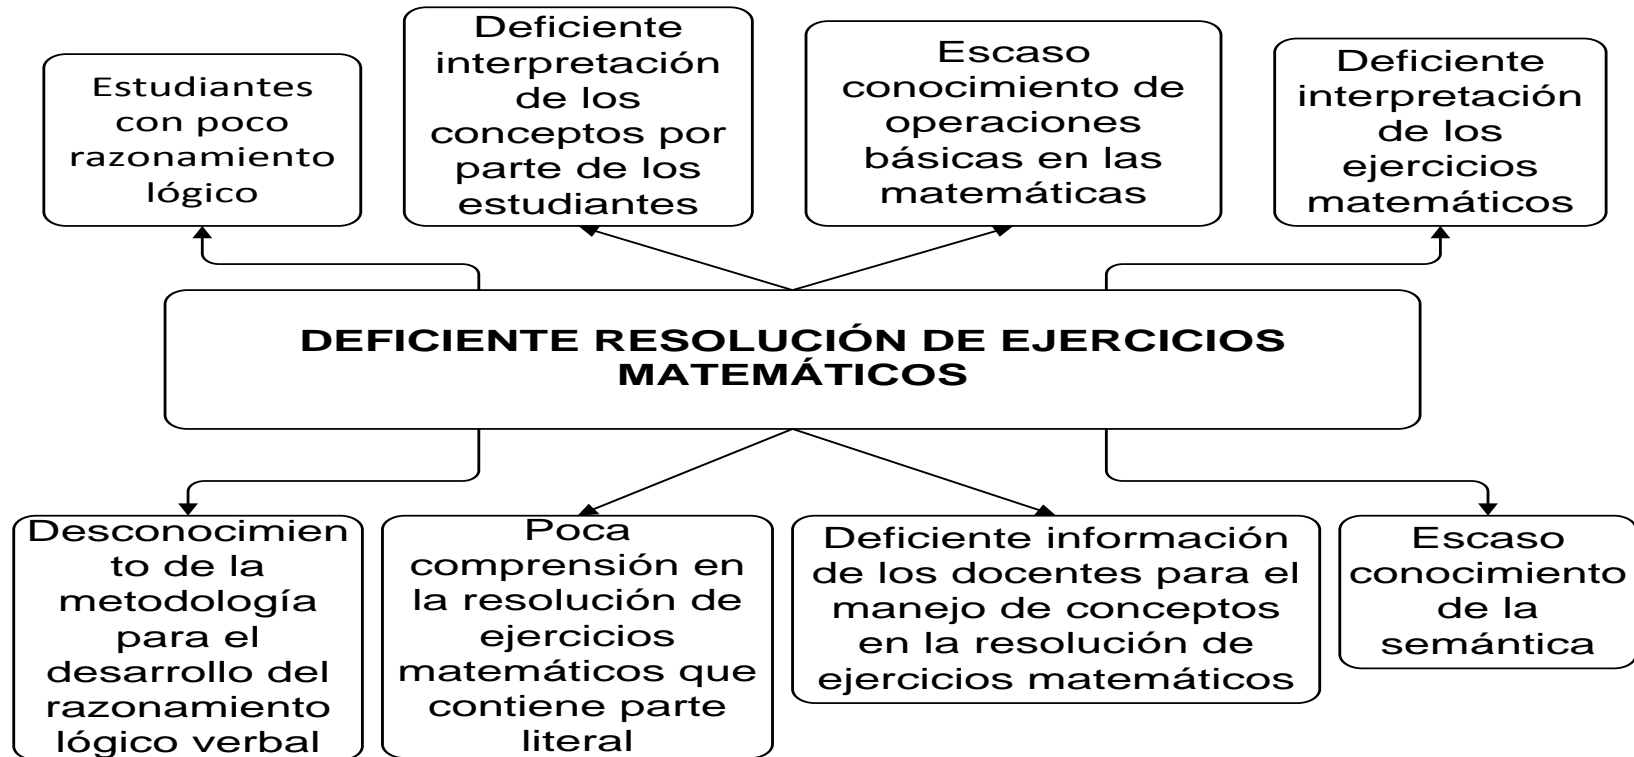 Estudiantes
con poco
razonamiento
lógico
Deficiente
interpretación
de los
conceptos por
parte de los
estudiantes
Escaso
conocimiento de
operaciones
básicas en las
matemáticas
Deficiente
interpretación
de los
ejercicios
matemáticos
DEFICIENTE RESOLUCIÓN DE EJERCICIOS
MATEMÁTICOS
Desconocimien
to de la
metodología
para el
desarrollo del
razonamiento
lógico verbal
Poca
comprensión en
la resolución de
ejercicios
matemáticos que
contiene parte
literal
Deficiente información
de los docentes para el
manejo de conceptos
en la resolución de
ejercicios matemáticos
Escaso
conocimiento
de la
semántica